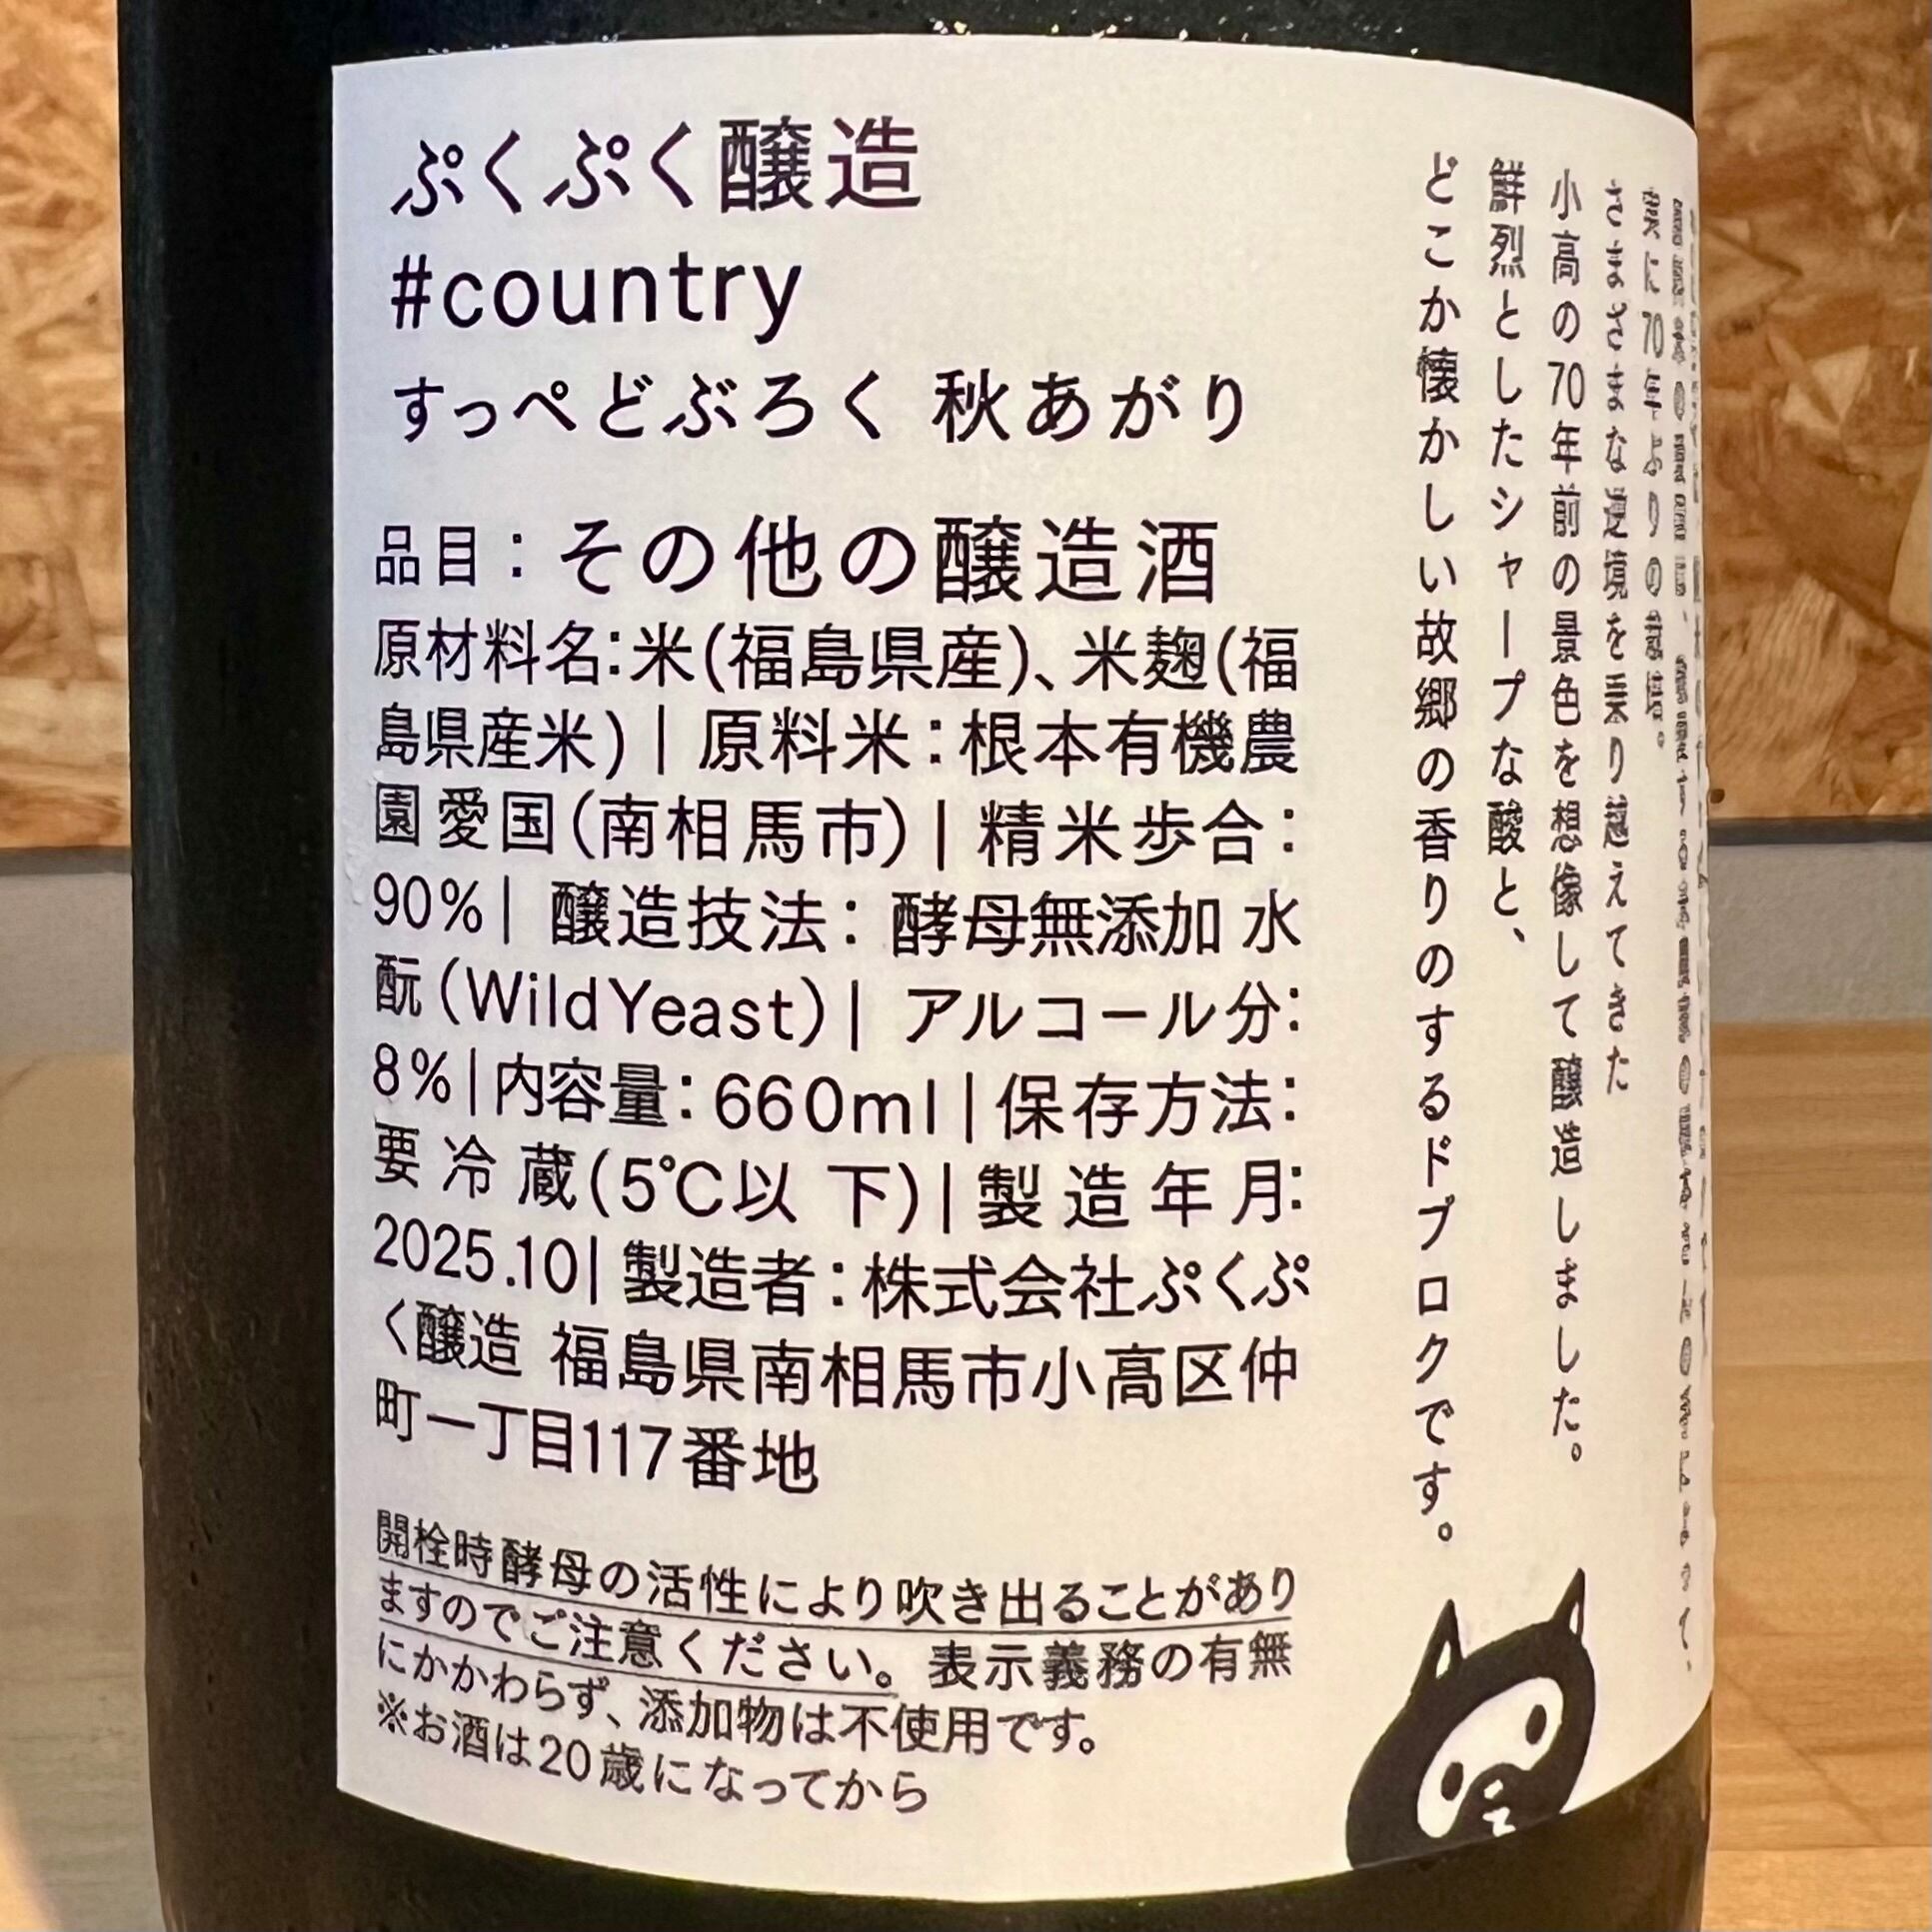 ぷくぷく醸造
#country
すっぺどぶろく 秋あがり
品目：その他の醸造酒
原材料名：米(福島県産)、米麹(福
島県産米)｜原料米：根本有機農
園 愛国(南相馬市)｜精米歩合：
90%｜醸造技法：酵母無添加 水
酛(Wild Yeast)｜アルコール分：
8%｜内容量：660ml｜保存方法：
要冷蔵(5℃以下)｜製造年月：
2025.10｜製造者：株式会社ぷくぷ
く醸造 福島県南相馬市小高区仲
町一丁目117番地
開栓時酵母の活性により吹き出ることがあり
ますのでご注意ください。表示義務の有無
にかかわらず、添加物は不使用です。
※お酒は20歳になってから
実に70年ぶりの栽培。
さまざまな逆境を乗り越えてきた
小高の70年前の景色を想像して醸造しました。
鮮烈としたシャープな酸と、
どこか懐かしい故郷の香りのするドブロクです。